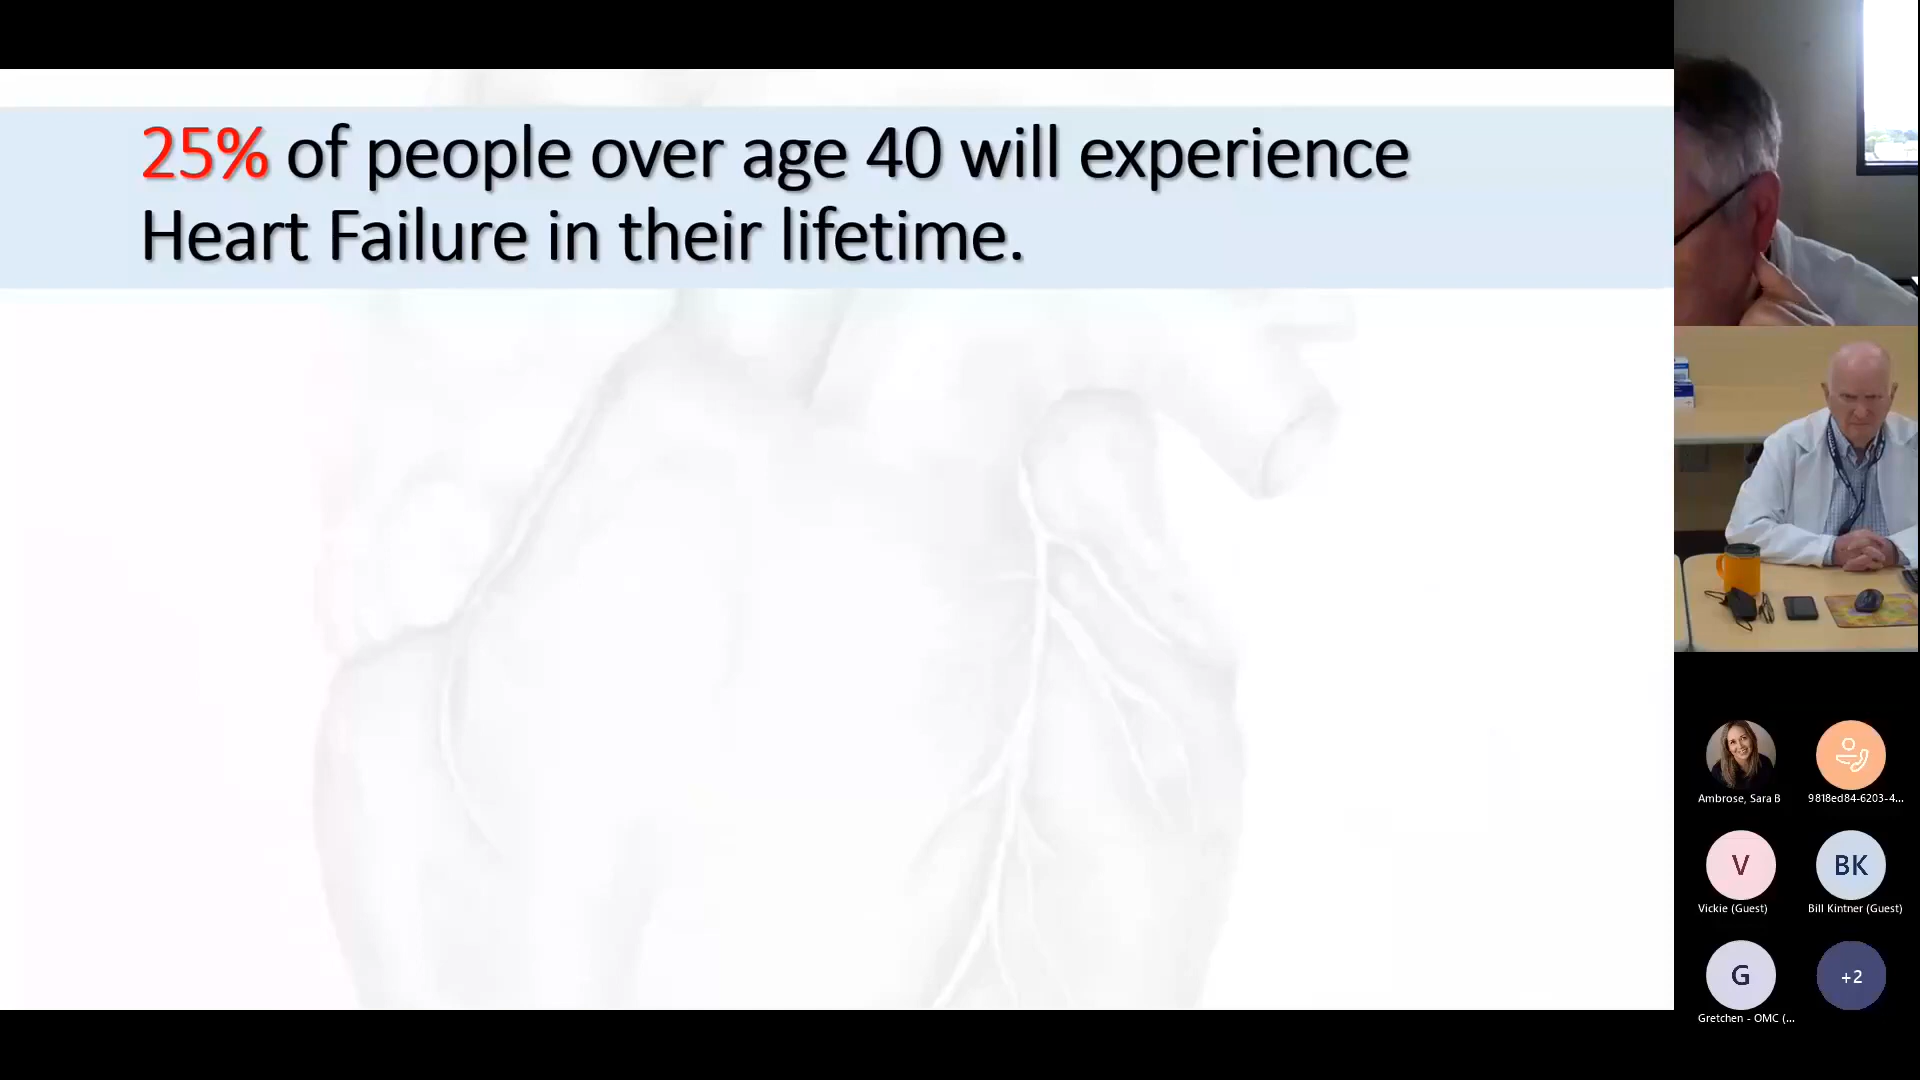 25% of people over age 40 will experience
Heart Failure in their lifetime.
Ambrose, Sara B
9818ed84-6203-4...
V
BK
Vickie (Guest)
Bill Kintner (Guest)
G
+2
Gretchen - OMC (...